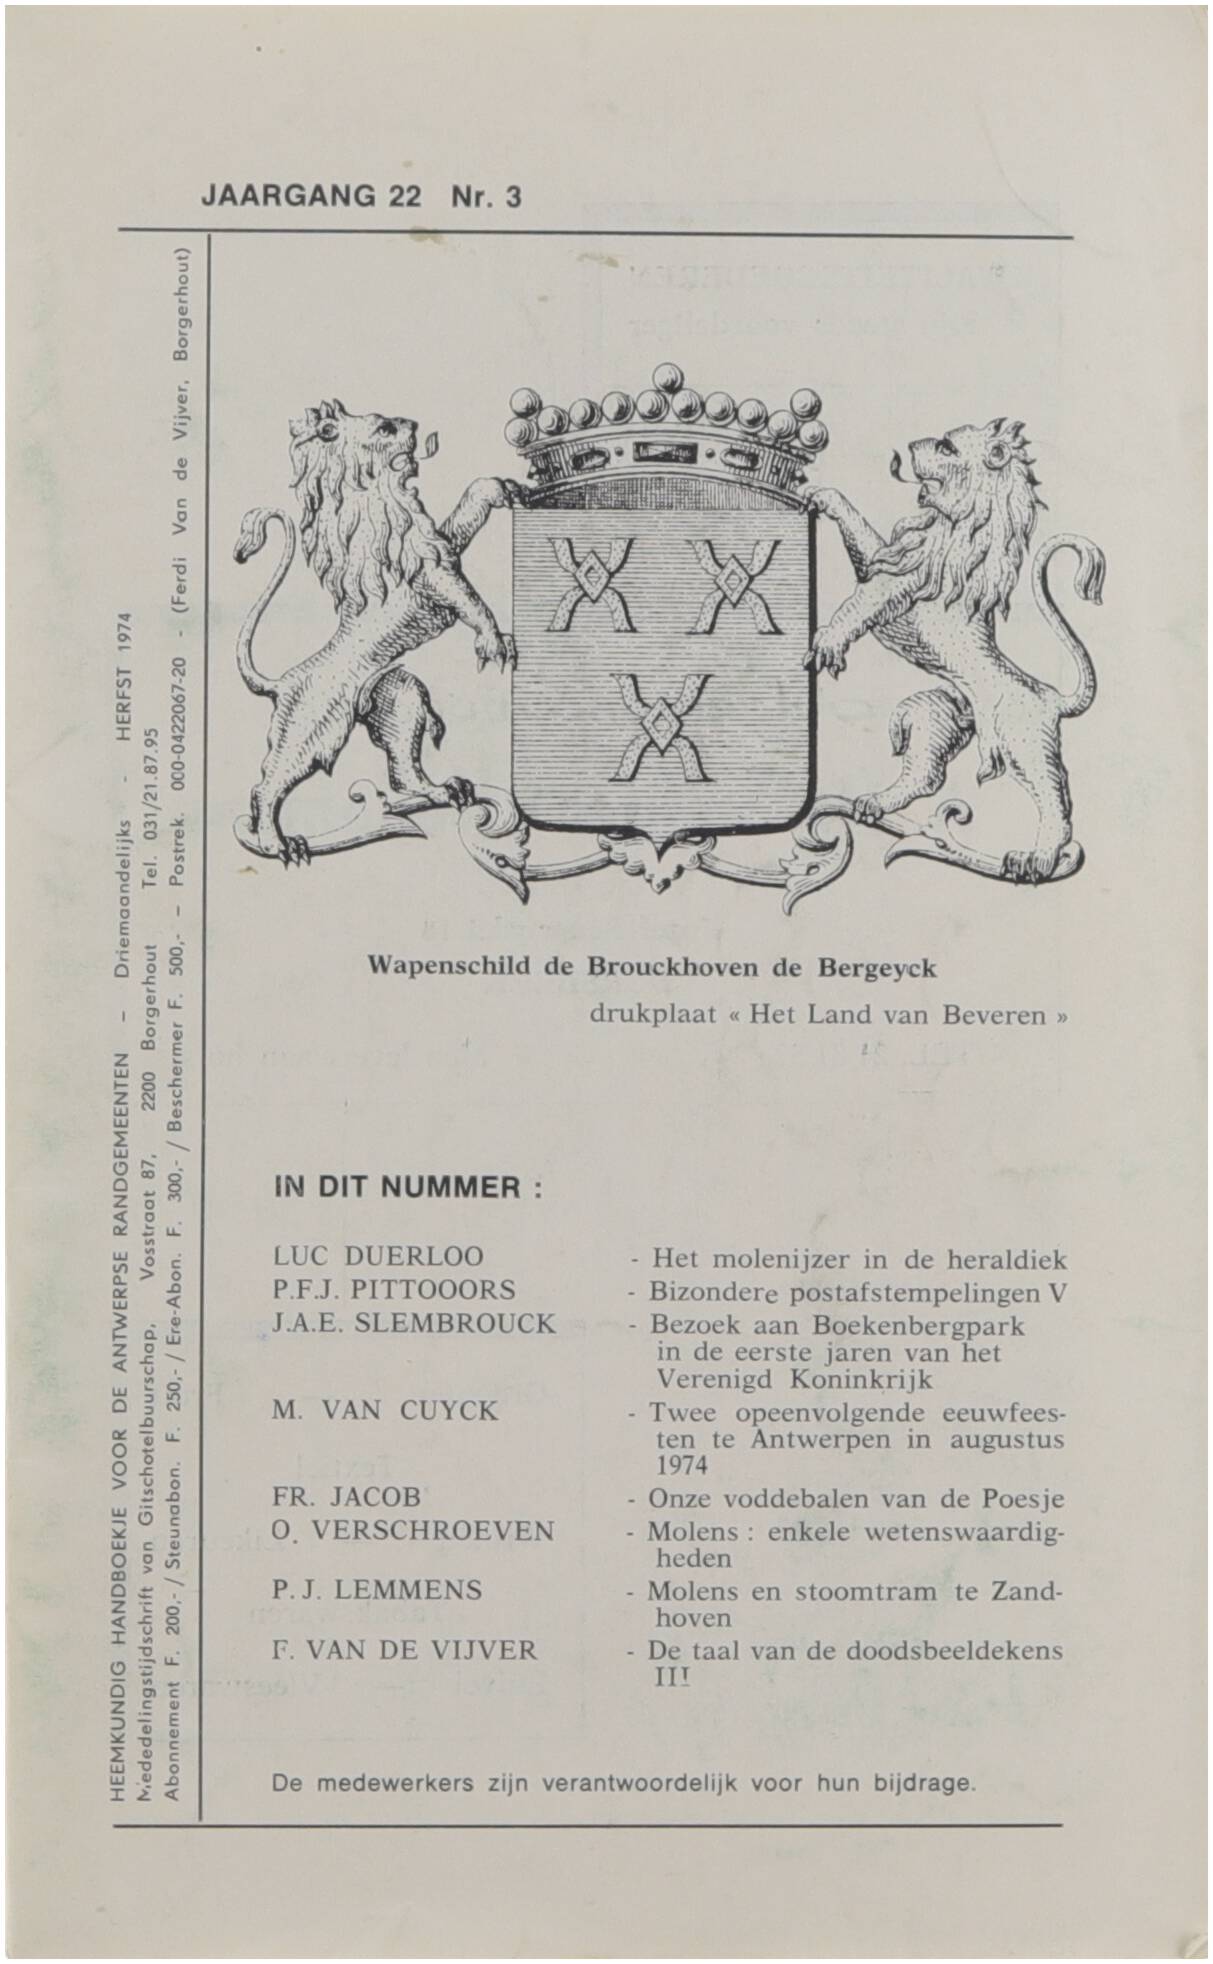 JAARGANG 22 Nr. 3
HEEMKUNDIG HANDBOEKJE VOOR DE ANTWERPSE RANDGEMEENTEN – Driemaandelijks - HERFST 1974
Mededelingstijdschrift van Gitschotelbuurschap, Vosstraat 87, 2200 Borgerhout Tel. 031/21.87.95
Abonnement F. 200,- / Steunabon. F. 250,- / Ere-Abon. F. 300,- / Beschermer F. 500,- – Postrek. 000-0422067-20 - (Ferdi Van de Vijver, Borgerhout)
Wapenschild de Brouckhoven de Bergeyck
drukplaat « Het Land van Beveren »
IN DIT NUMMER :
LUC DUERLOO - Het molenijzer in de heraldiek
P.F.J. PITTOOORS - Bizondere postafstempelingen V
J.A.E. SLEMBROUCK - Bezoek aan Boekenbergpark
in de eerste jaren van het
Verenigd Koninkrijk
M. VAN CUYCK - Twee opeenvolgende eeuwfees-
ten te Antwerpen in augustus
1974
FR. JACOB - Onze voddebalen van de Poesje
O. VERSCHROEVEN - Molens : enkele wetenswaardig-
heden
P.J. LEMMENS - Molens en stoomtram te Zand-
hoven
F. VAN DE VIJVER - De taal van de doodsbeeldekens
III
De medewerkers zijn verantwoordelijk voor hun bijdrage.